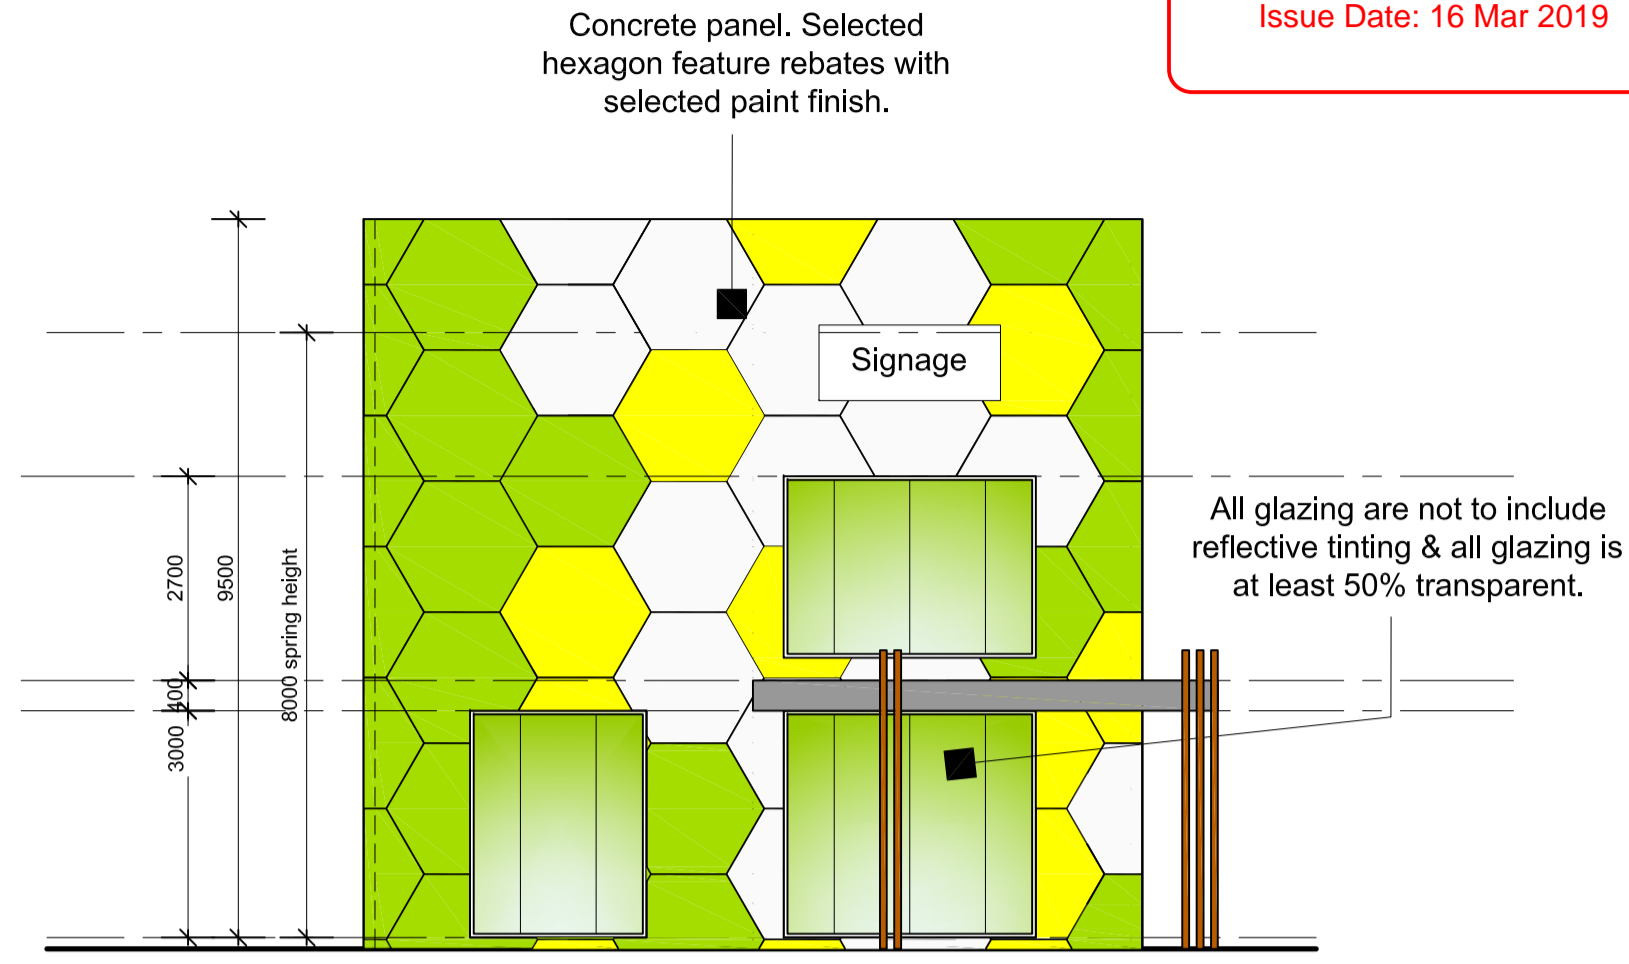 Issue Date: 16 Mar 2019
Concrete panel. Selected
hexagon feature rebates with
selected paint finish.
Signage
All glazing are not to include
reflective tinting & all glazing is
at least 50% transparent.
2700
9500
8000 spring height
400
3000